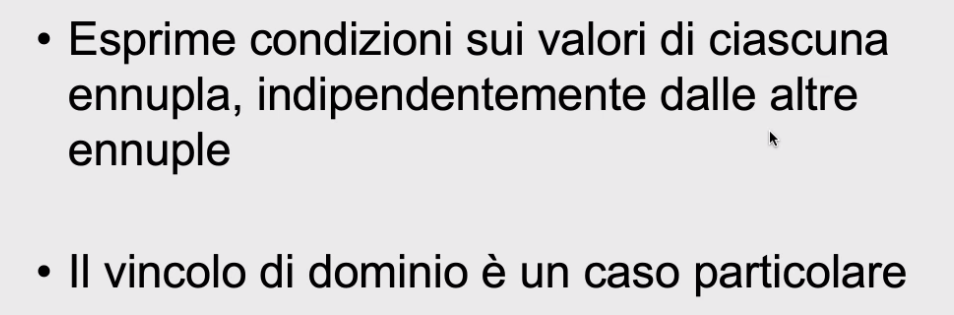 • Esprime condizioni sui valori di ciascuna
ennupla, indipendentemente dalle altre
ennuple
• Il vincolo di dominio è un caso particolare